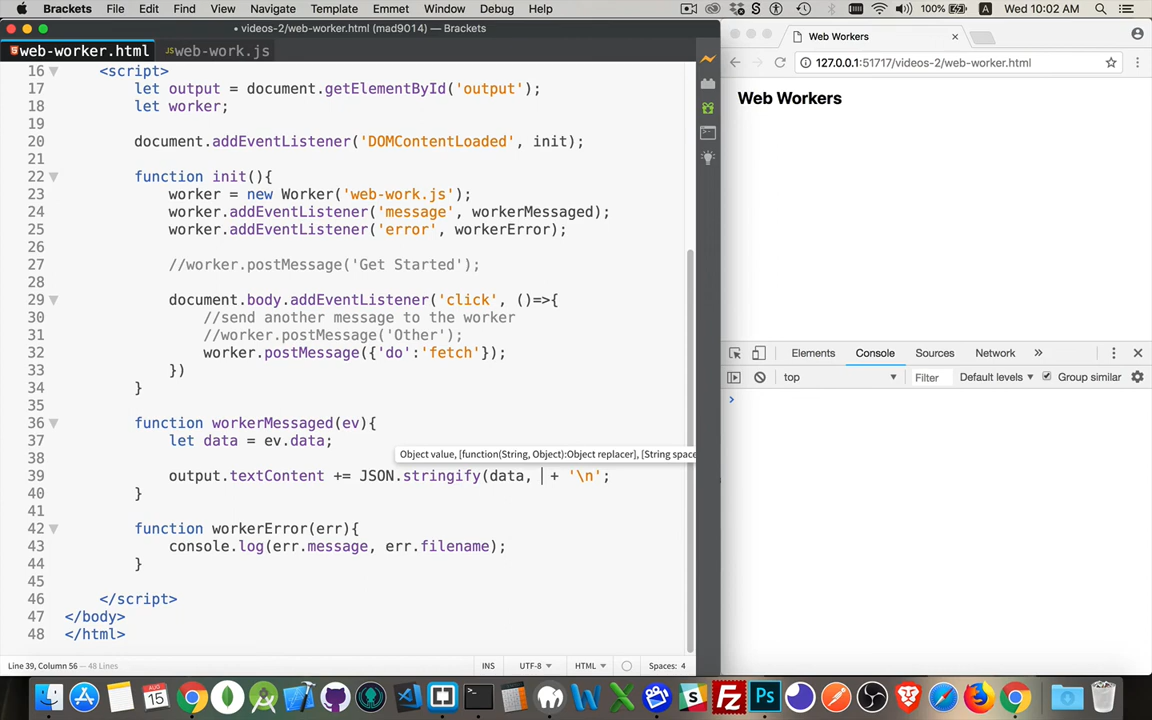 Brackets File Edit Find View Navigate Template Emmet Window Debug Help 100% Wed 10:02 AM
• videos-2/web-worker.html (mad9014) — Brackets
web-worker.html JS web-work.js
16 <script>
17 let output = document.getElementById('output');
18 let worker;
19
20 document.addEventListener('DOMContentLoaded', init);
21
22 function init(){
23 worker = new Worker('web-work.js');
24 worker.addEventListener('message', workerMessaged);
25 worker.addEventListener('error', workerError);
26
27 //worker.postMessage('Get Started');
28
29 document.body.addEventListener('click', ()=>{
30 //send another message to the worker
31 //worker.postMessage('Other');
32 worker.postMessage({'do':'fetch'});
33 })
34 }
35
36 function workerMessaged(ev){
37 let data = ev.data;
Object value, [function(String, Object):Object replacer], [String space
38
39 output.textContent += JSON.stringify(data, + '\n';
40 }
41
42 function workerError(err){
43 console.log(err.message, err.filename);
44 }
45
46 </script>
47 </body>
48 </html>
Line 39, Column 56 — 48 Lines INS UTF-8 HTML Spaces: 4
Web Workers
127.0.0.1:51717/videos-2/web-worker.html
Web Workers
Elements Console Sources Network »
top Filter Default levels Group similar
AUG
15